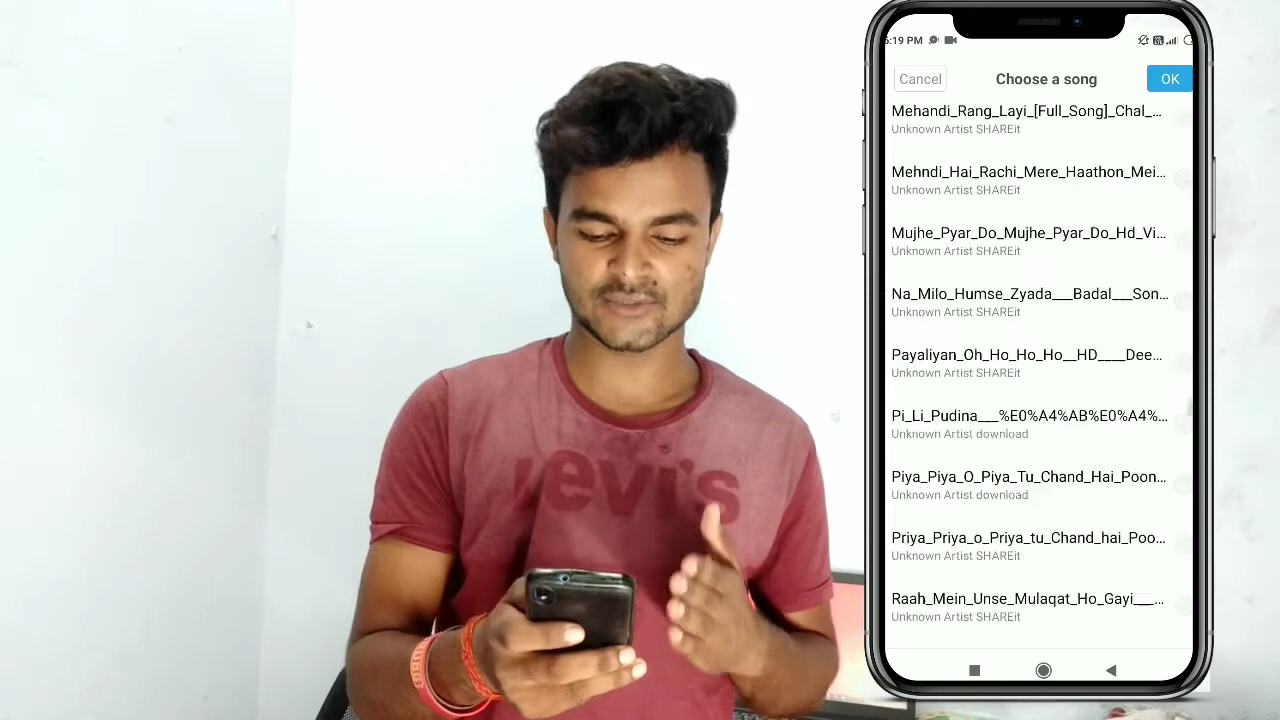 Levi's
6:19 PM
Cancel
Choose a song
OK
Mehandi_Rang_Layi_[Full_Song]_Chal_...
Unknown Artist SHAREit
Mehndi_Hai_Rachi_Mere_Haathon_Mei...
Unknown Artist SHAREit
Mujhe_Pyar_Do_Mujhe_Pyar_Do_Hd_Vi...
Unknown Artist SHAREit
Na_Milo_Humse_Zyada___Badal___Son...
Unknown Artist SHAREit
Payaliyan_Oh_Ho_Ho_Ho__HD____Dee...
Unknown Artist SHAREit
Pi_Li_Pudina___%E0%A4%AB%E0%A4%...
Unknown Artist download
Piya_Piya_O_Piya_Tu_Chand_Hai_Poon...
Unknown Artist download
Priya_Priya_o_Priya_tu_Chand_hai_Poo...
Unknown Artist SHAREit
Raah_Mein_Unse_Mulaqat_Ho_Gayi___...
Unknown Artist SHAREit